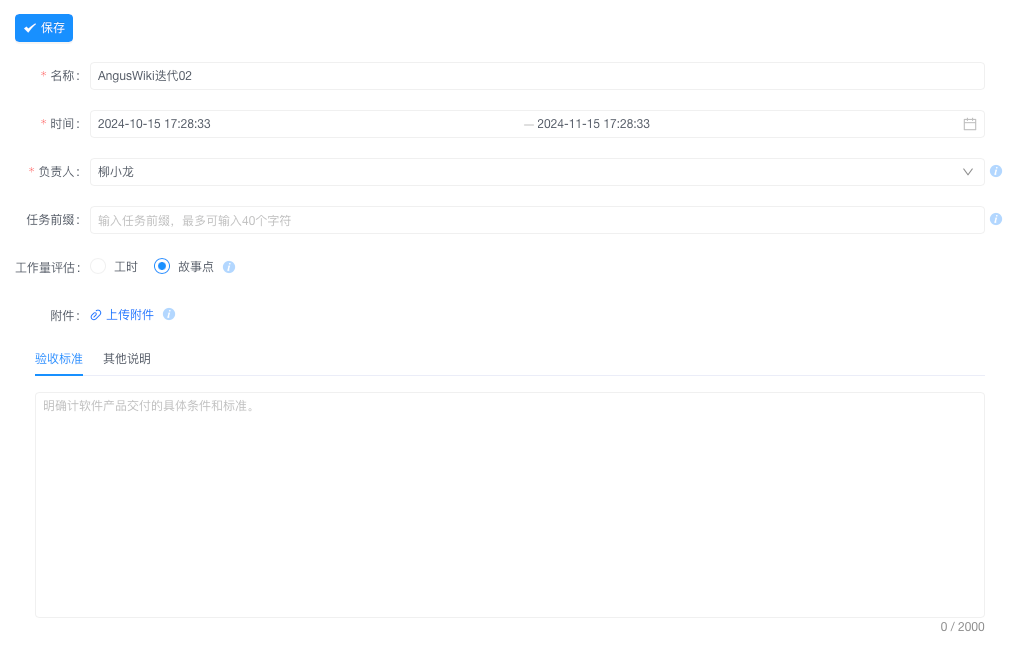 保存
* 名称： AngusWiki迭代02
* 时间： 2024-10-15 17:28:33 — 2024-11-15 17:28:33
* 负责人： 柳小龙
任务前缀： 输入任务前缀，最多可输入40个字符
工作量评估： 工时 故事点
附件： 上传附件
验收标准 其他说明
明确计软件产品交付的具体条件和标准。
0 / 2000